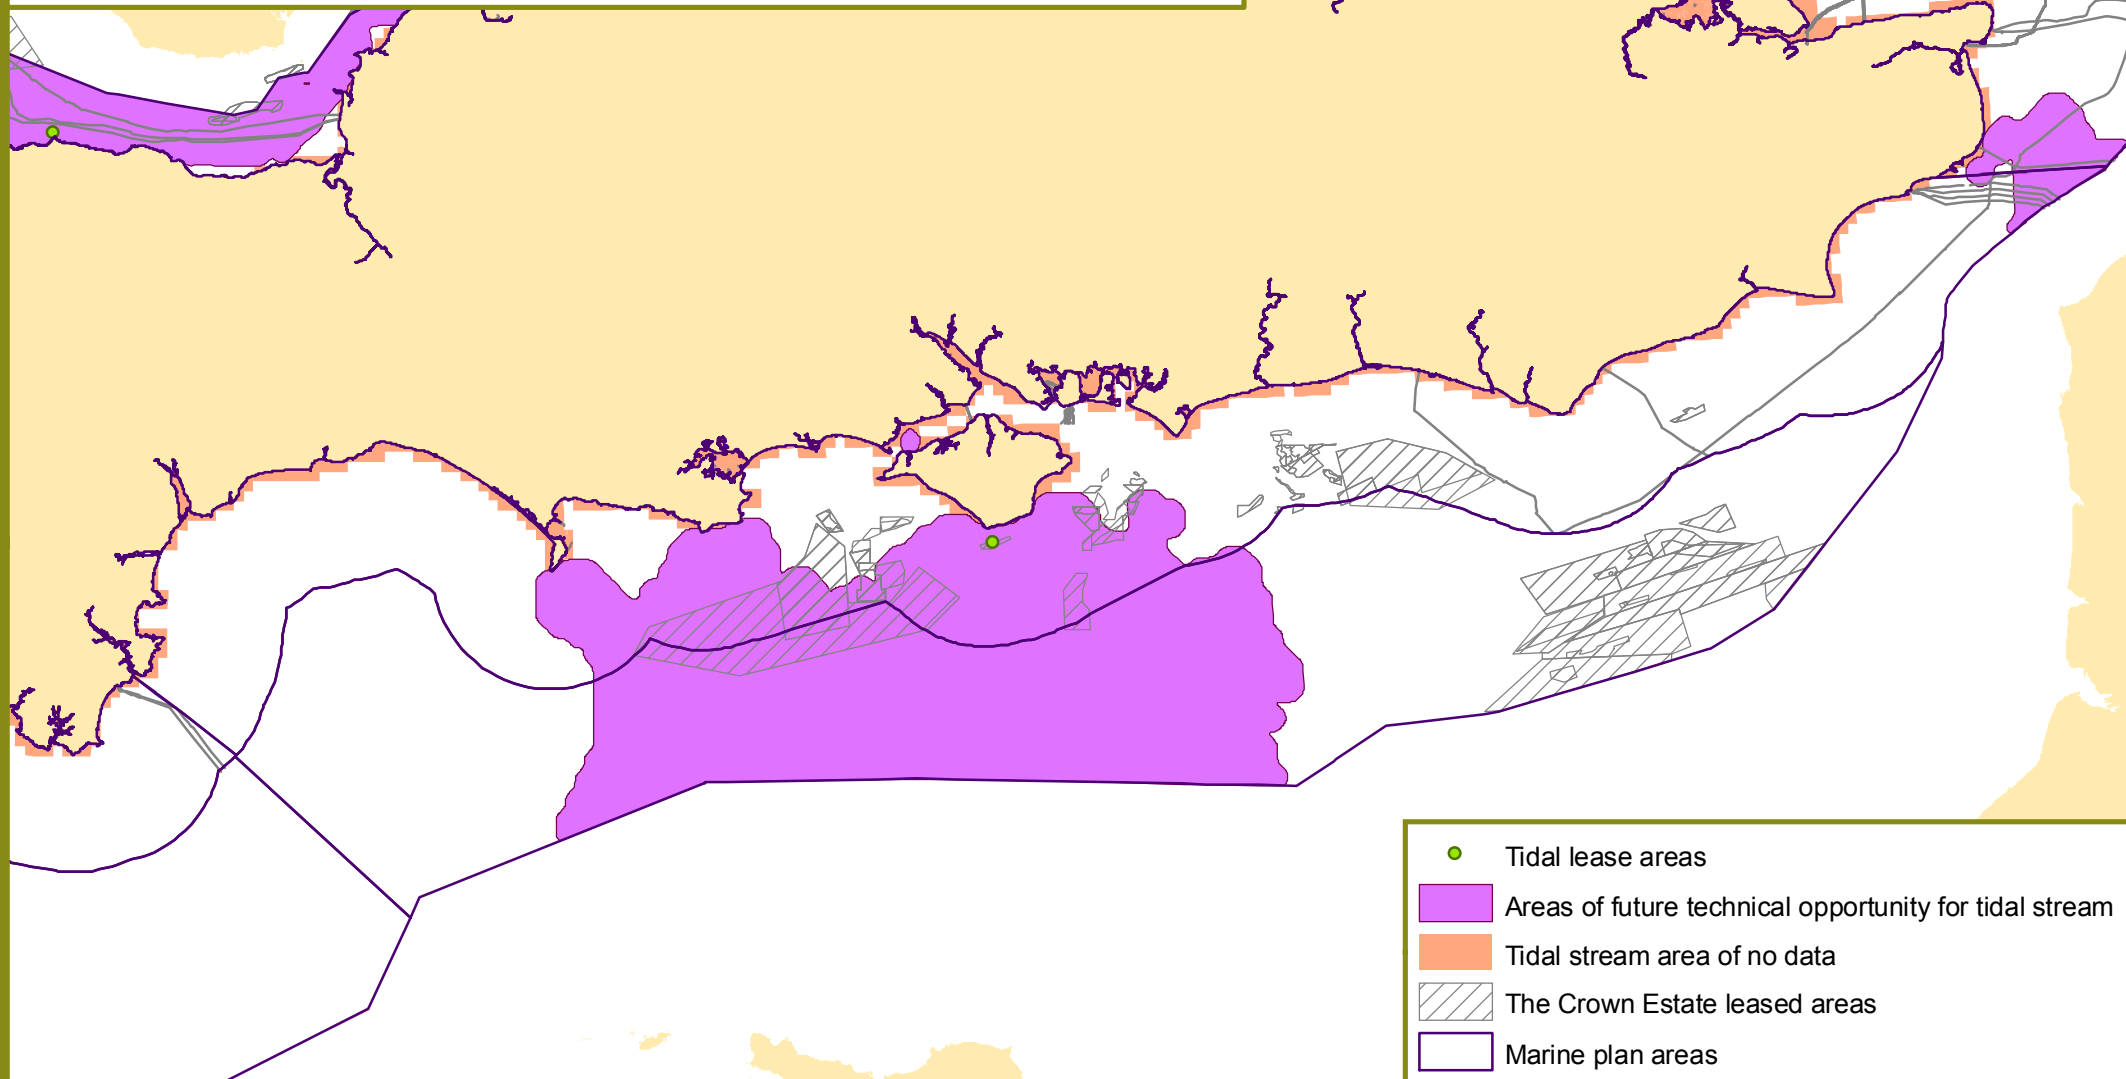 Tidal lease areas
Areas of future technical opportunity for tidal stream
Tidal stream area of no data
The Crown Estate leased areas
Marine plan areas